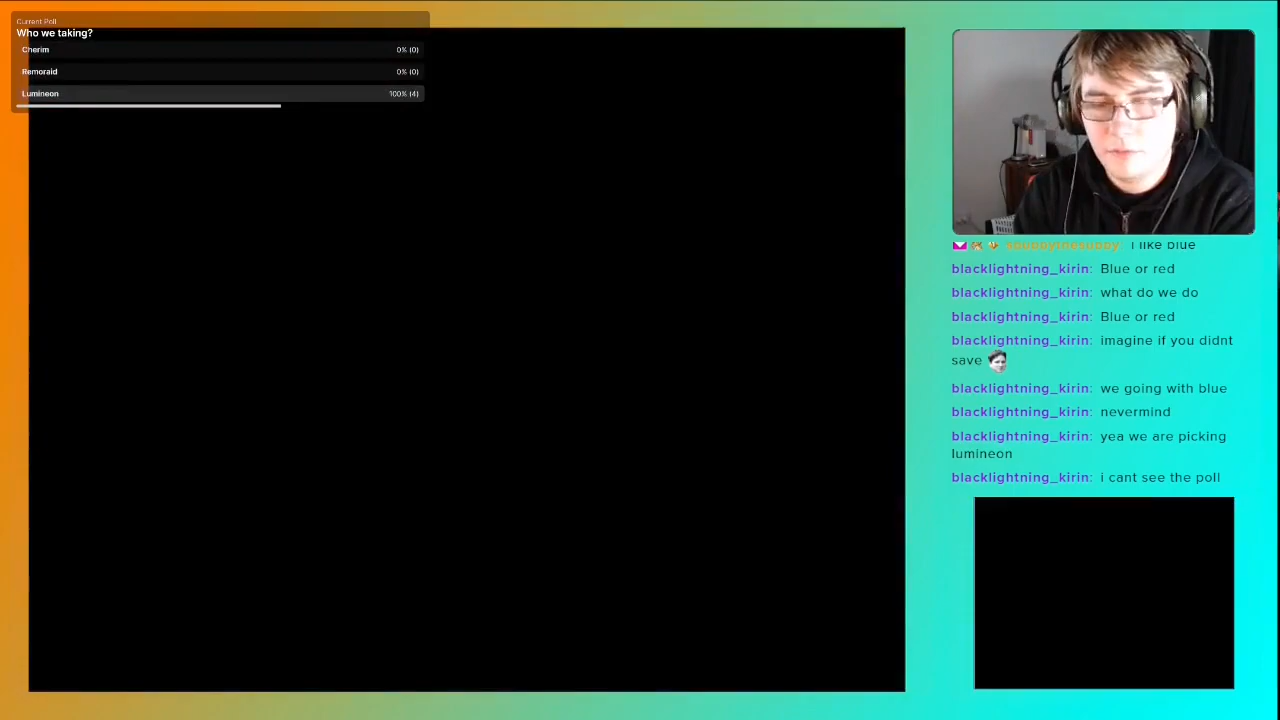 Current Poll
Who we taking?
Cherim 0% (0)
Remoraid 0% (0)
Lumineon 100% (4)
i like blue
blacklightning_kirin: Blue or red
blacklightning_kirin: what do we do
blacklightning_kirin: Blue or red
blacklightning_kirin: imagine if you didnt
save
blacklightning_kirin: we going with blue
blacklightning_kirin: nevermind
blacklightning_kirin: yea we are picking
lumineon
blacklightning_kirin: i cant see the poll